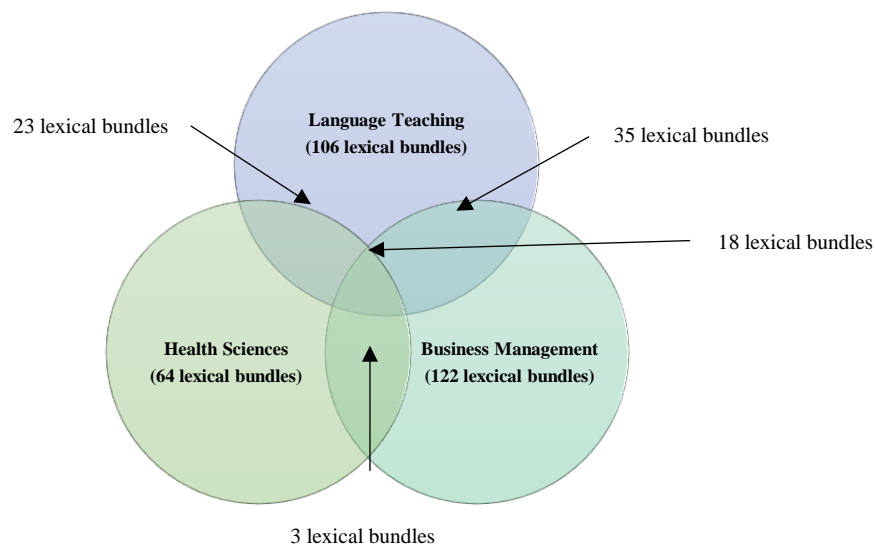 Language Teaching
(106 lexical bundles)
23 lexical bundles
35 lexical bundles
18 lexical bundles
Health Sciences
(64 lexical bundles)
Business Management
(122 lexcical bundles)
3 lexical bundles